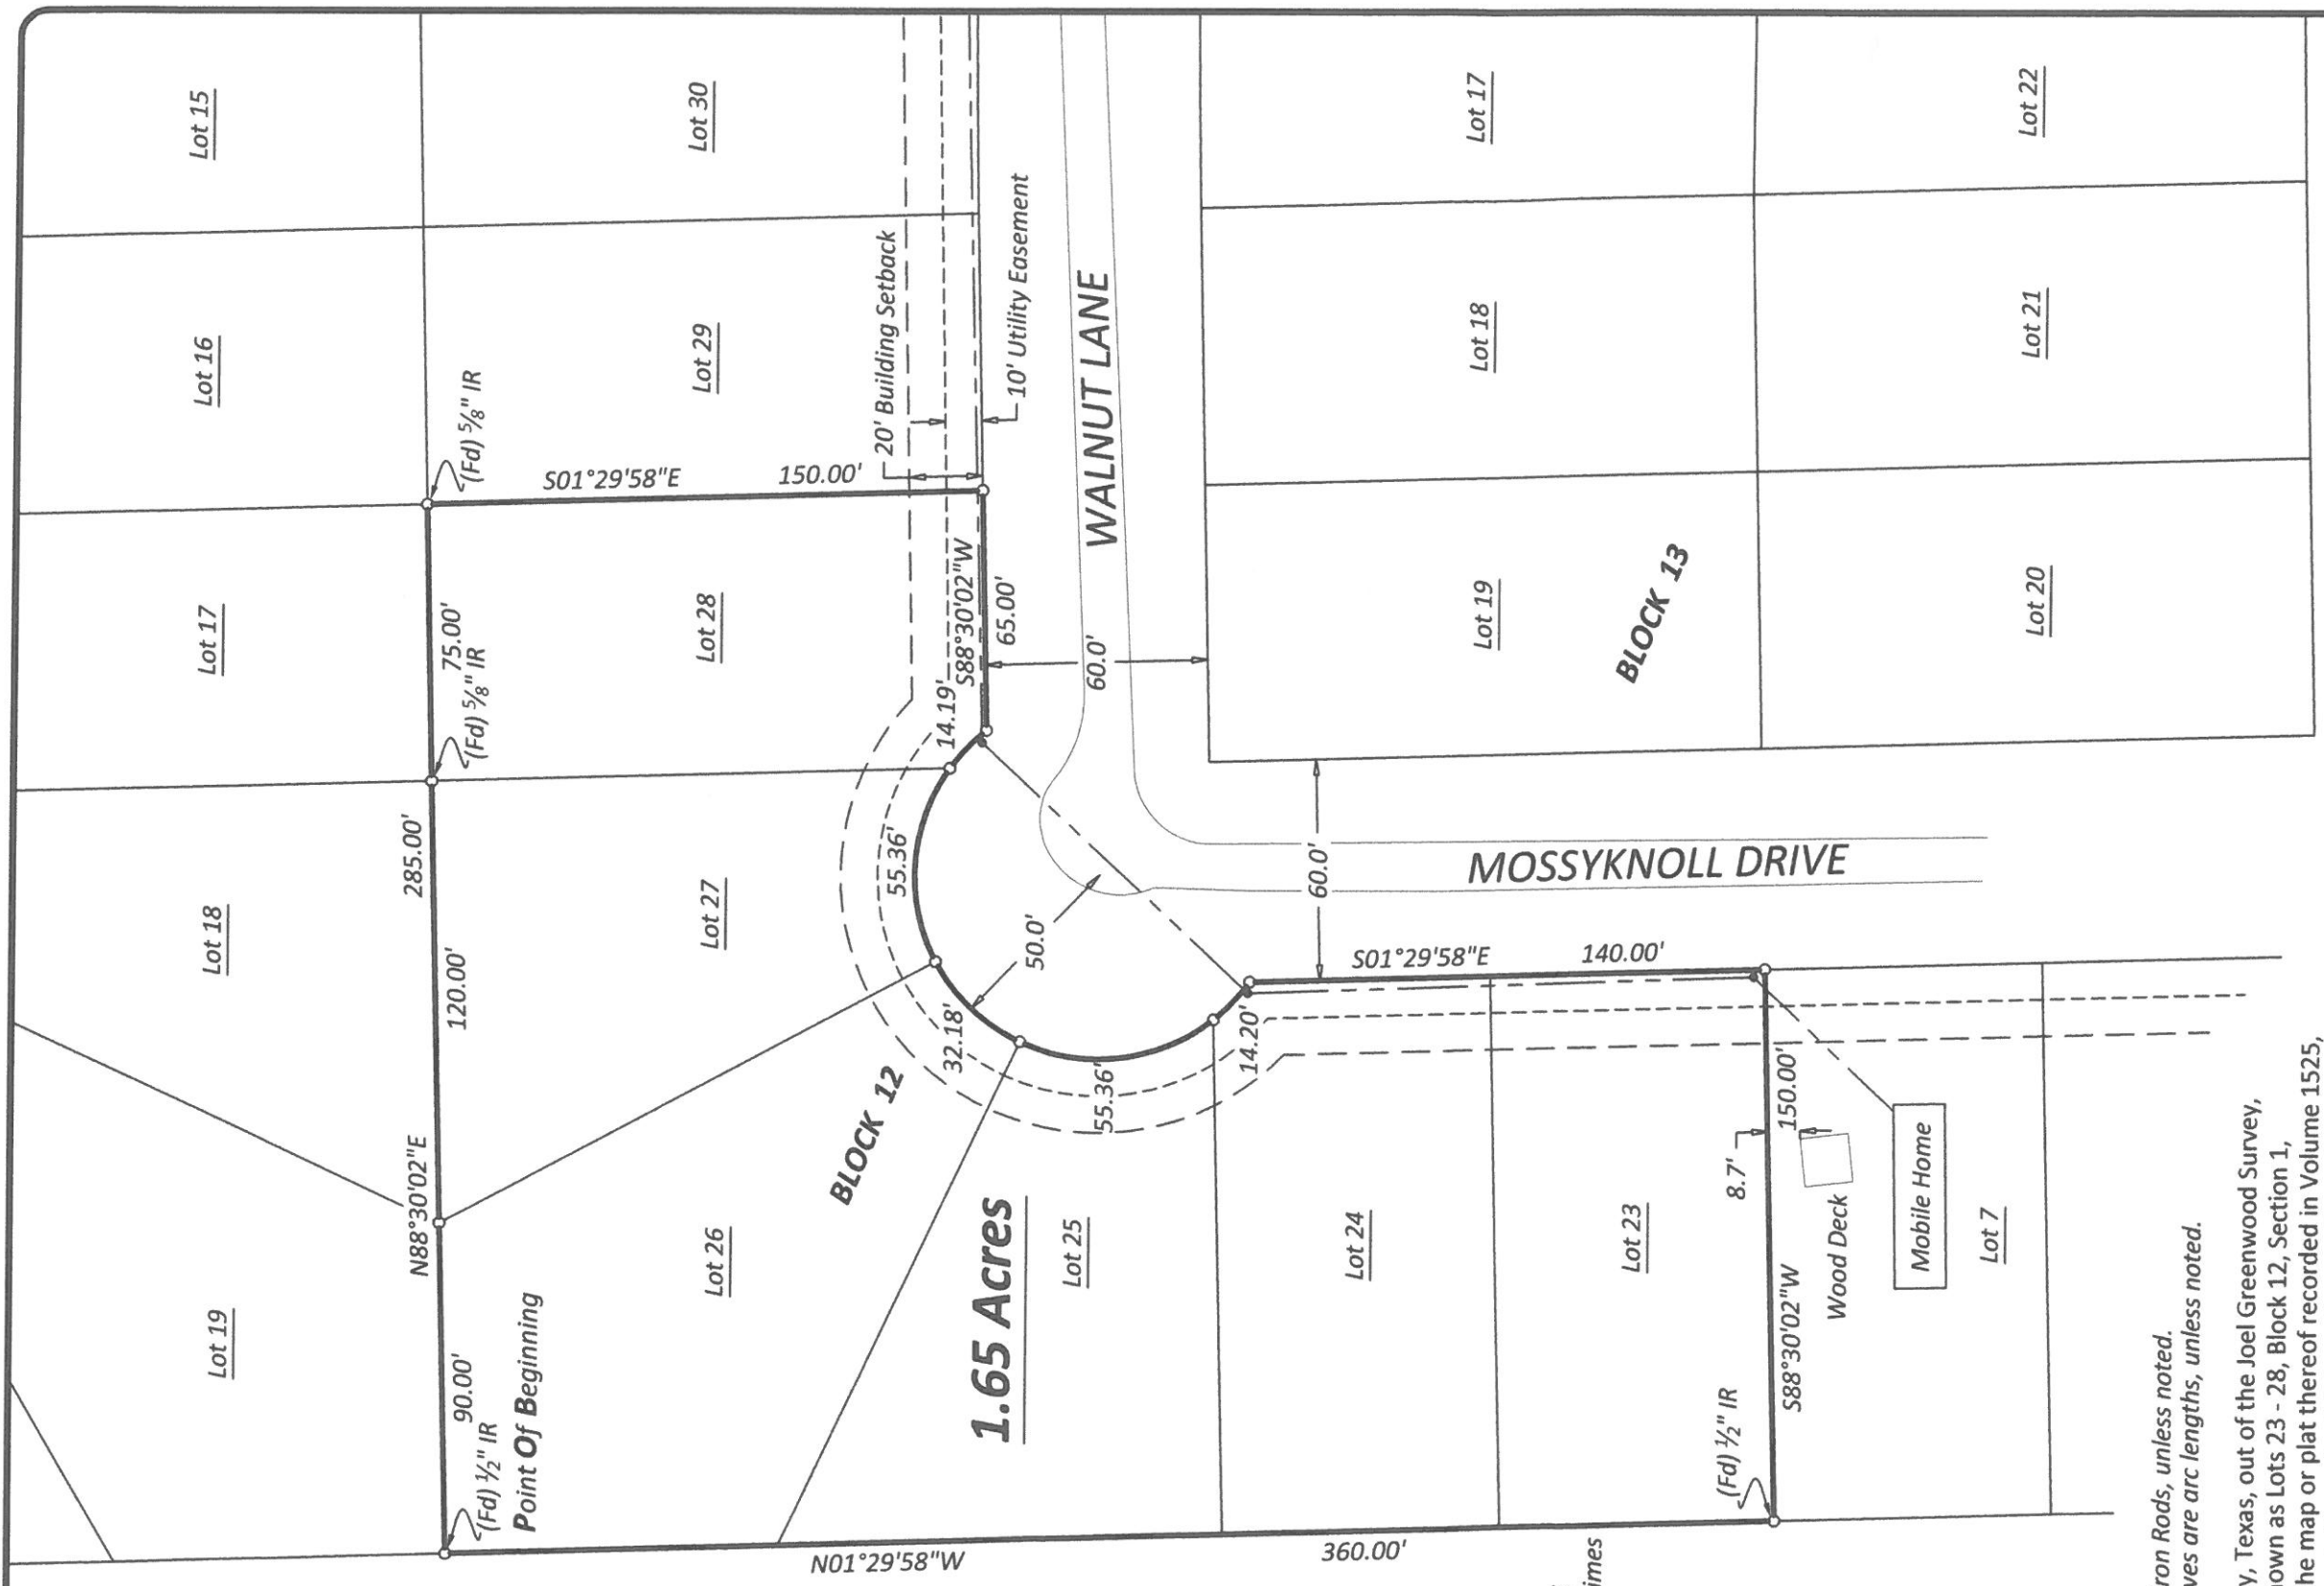 Lot 15
Lot 30
Lot 17
Lot 22
Lot 16
Lot 29
20' Building Setback
10' Utility Easement
WALNUT LANE
Lot 18
Lot 21
(Fd) 5/8" IR
S01°29'58"E
150.00'
Lot 17
75.00'
(Fd) 5/8" IR
Lot 28
S88°30'02"W
65.00'
14.19'
60.0'
Lot 19
BLOCK 13
Lot 20
285.00'
Lot 18
120.00'
Lot 27
55.36'
50.0'
32.18'
60.0'
MOSSYKNOLL DRIVE
S01°29'58"E
140.00'
14.20'
55.36'
150.00'
N88°30'02"E
BLOCK 12
Lot 19
90.00'
(Fd) 1/2" IR
Point Of Beginning
Lot 26
1.65 Acres
Lot 25
Lot 24
Lot 23
8.7'
Wood Deck
Mobile Home
Lot 7
S88°30'02"W
(Fd) 1/2" IR
N01°29'58"W
360.00'
imes
ron Rods, unless noted.
ves are arc lengths, unless noted.
y, Texas, out of the Joel Greenwood Survey,
own as Lots 23 - 28, Block 12, Section 1,
he map or plat thereof recorded in Volume 1525,